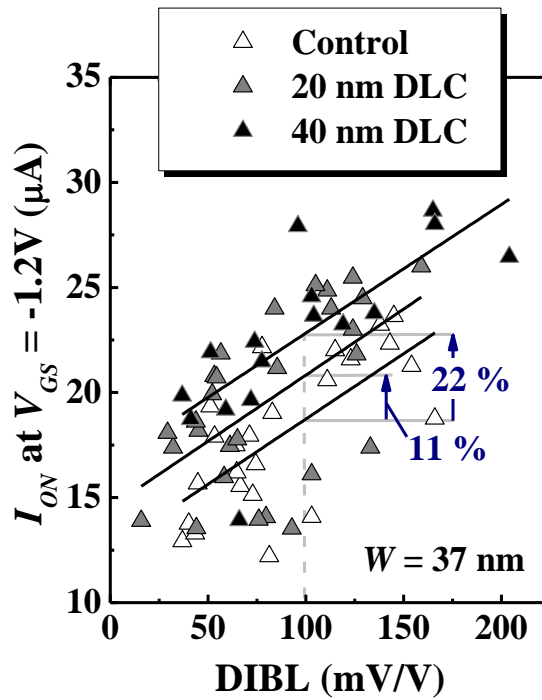 Control
20 nm DLC
40 nm DLC
35
30
25
20
15
10
I_ON at V_GS = -1.2V (μA)
22 %
11 %
W = 37 nm
0
50
100
150
200
DIBL (mV/V)